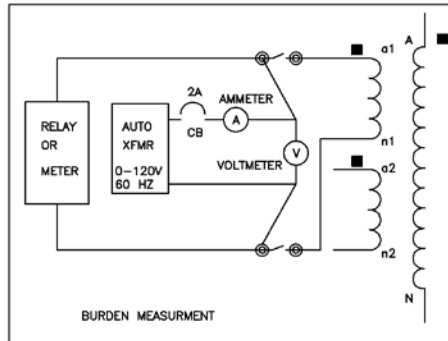 A
a1
2A
AMMETER
RELAY
OR
METER
AUTO
XFMR
0-120V
60 HZ
CB
A
VOLTMETER
V
n1
a2
n2
N
BURDEN MEASURMENT